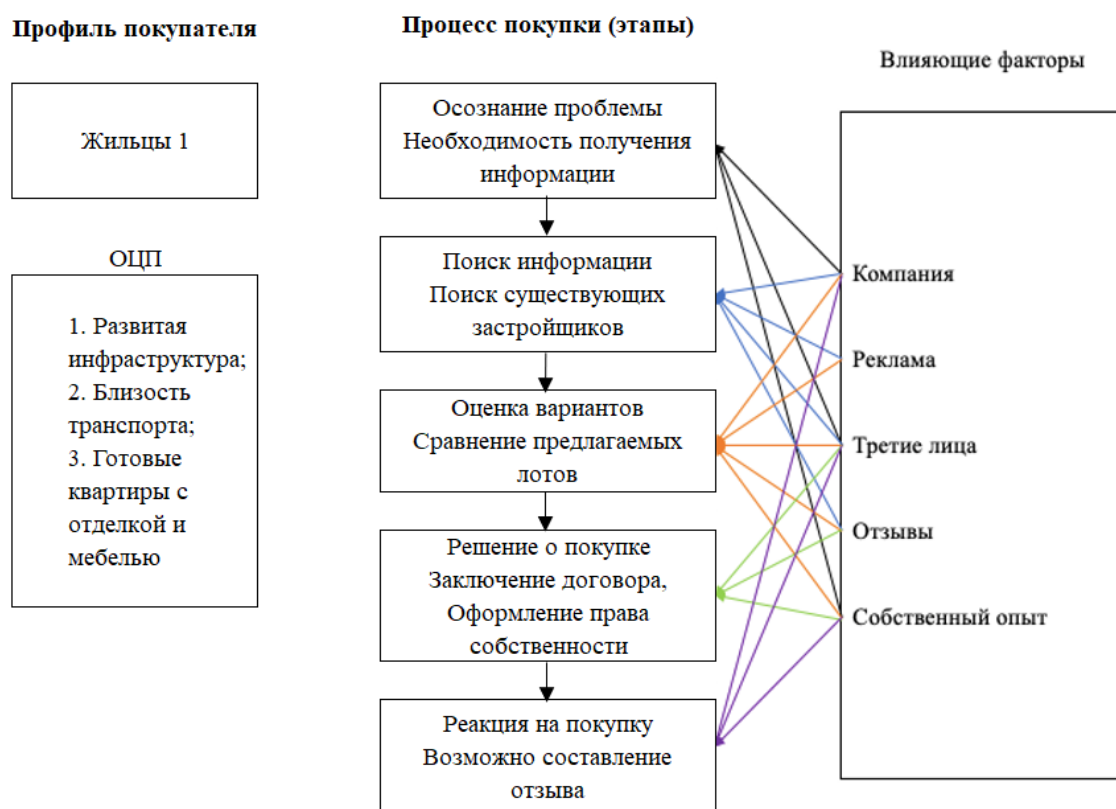 Профиль покупателя
Жильцы 1
ОЦП
1. Развитая
инфраструктура;
2. Близость
транспорта;
3. Готовые
квартиры с
отделкой и
мебелью
Процесс покупки (этапы)
Осознание проблемы
Необходимость получения
информации
Поиск информации
Поиск существующих
застройщиков
Оценка вариантов
Сравнение предлагаемых
лотов
Решение о покупке
Заключение договора,
Оформление права
собственности
Реакция на покупку
Возможно составление
отзыва
Влияющие факторы
Компания
Реклама
Третие лица
Отзывы
Собственный опыт